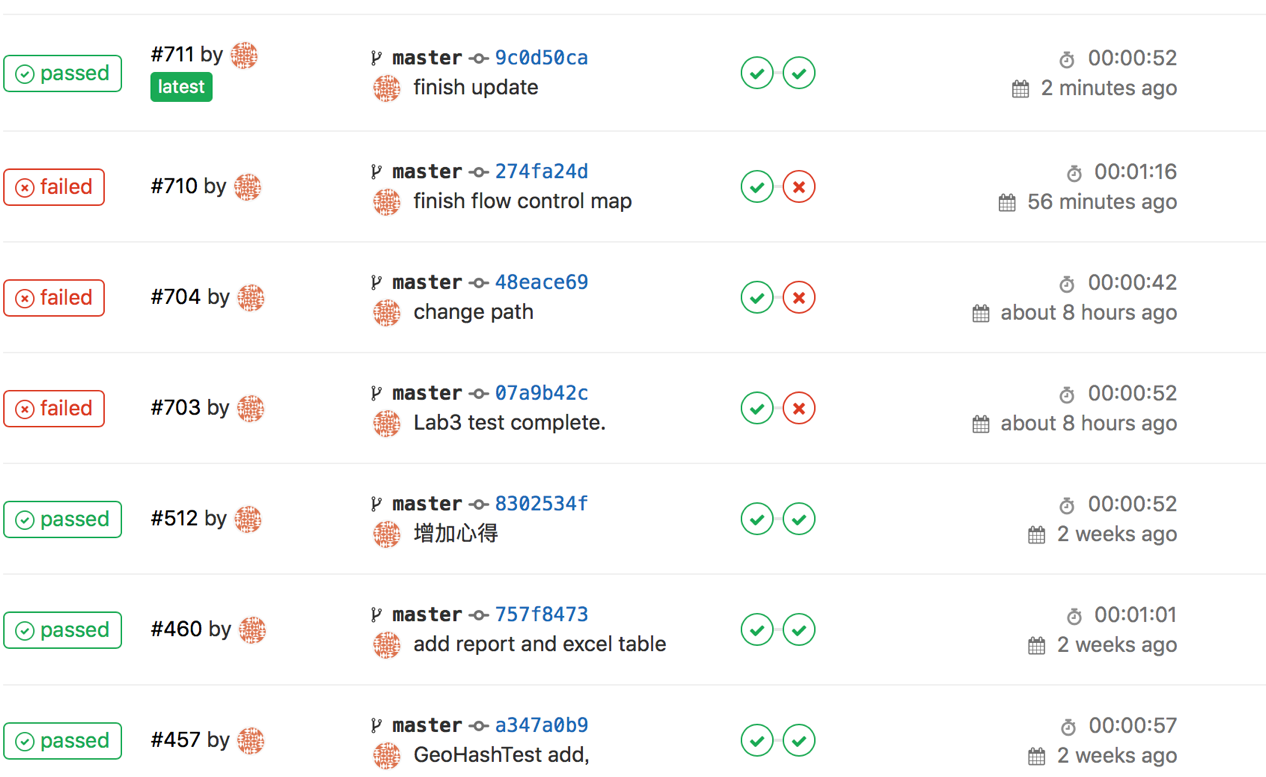 passed #711 by master 9c0d50ca 00:00:52
latest finish update 2 minutes ago
failed #710 by master 274fa24d 00:01:16
finish flow control map 56 minutes ago
failed #704 by master 48eace69 00:00:42
change path about 8 hours ago
failed #703 by master 07a9b42c 00:00:52
Lab3 test complete. about 8 hours ago
passed #512 by master 8302534f 00:00:52
增加心得 2 weeks ago
passed #460 by master 757f8473 00:01:01
add report and excel table 2 weeks ago
passed #457 by master a347a0b9 00:00:57
GeoHashTest add, 2 weeks ago